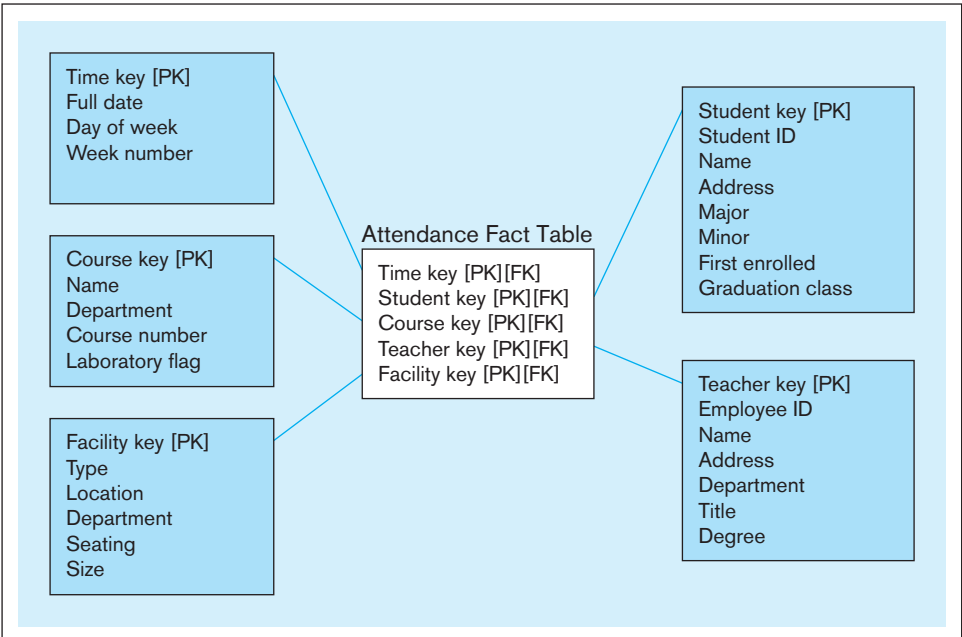 Time key [PK]
Full date
Day of week
Week number
Course key [PK]
Name
Department
Course number
Laboratory flag
Facility key [PK]
Type
Location
Department
Seating
Size
Attendance Fact Table
Time key [PK][FK]
Student key [PK][FK]
Course key [PK][FK]
Teacher key [PK][FK]
Facility key [PK][FK]
Student key [PK]
Student ID
Name
Address
Major
Minor
First enrolled
Graduation class
Teacher key [PK]
Employee ID
Name
Address
Department
Title
Degree